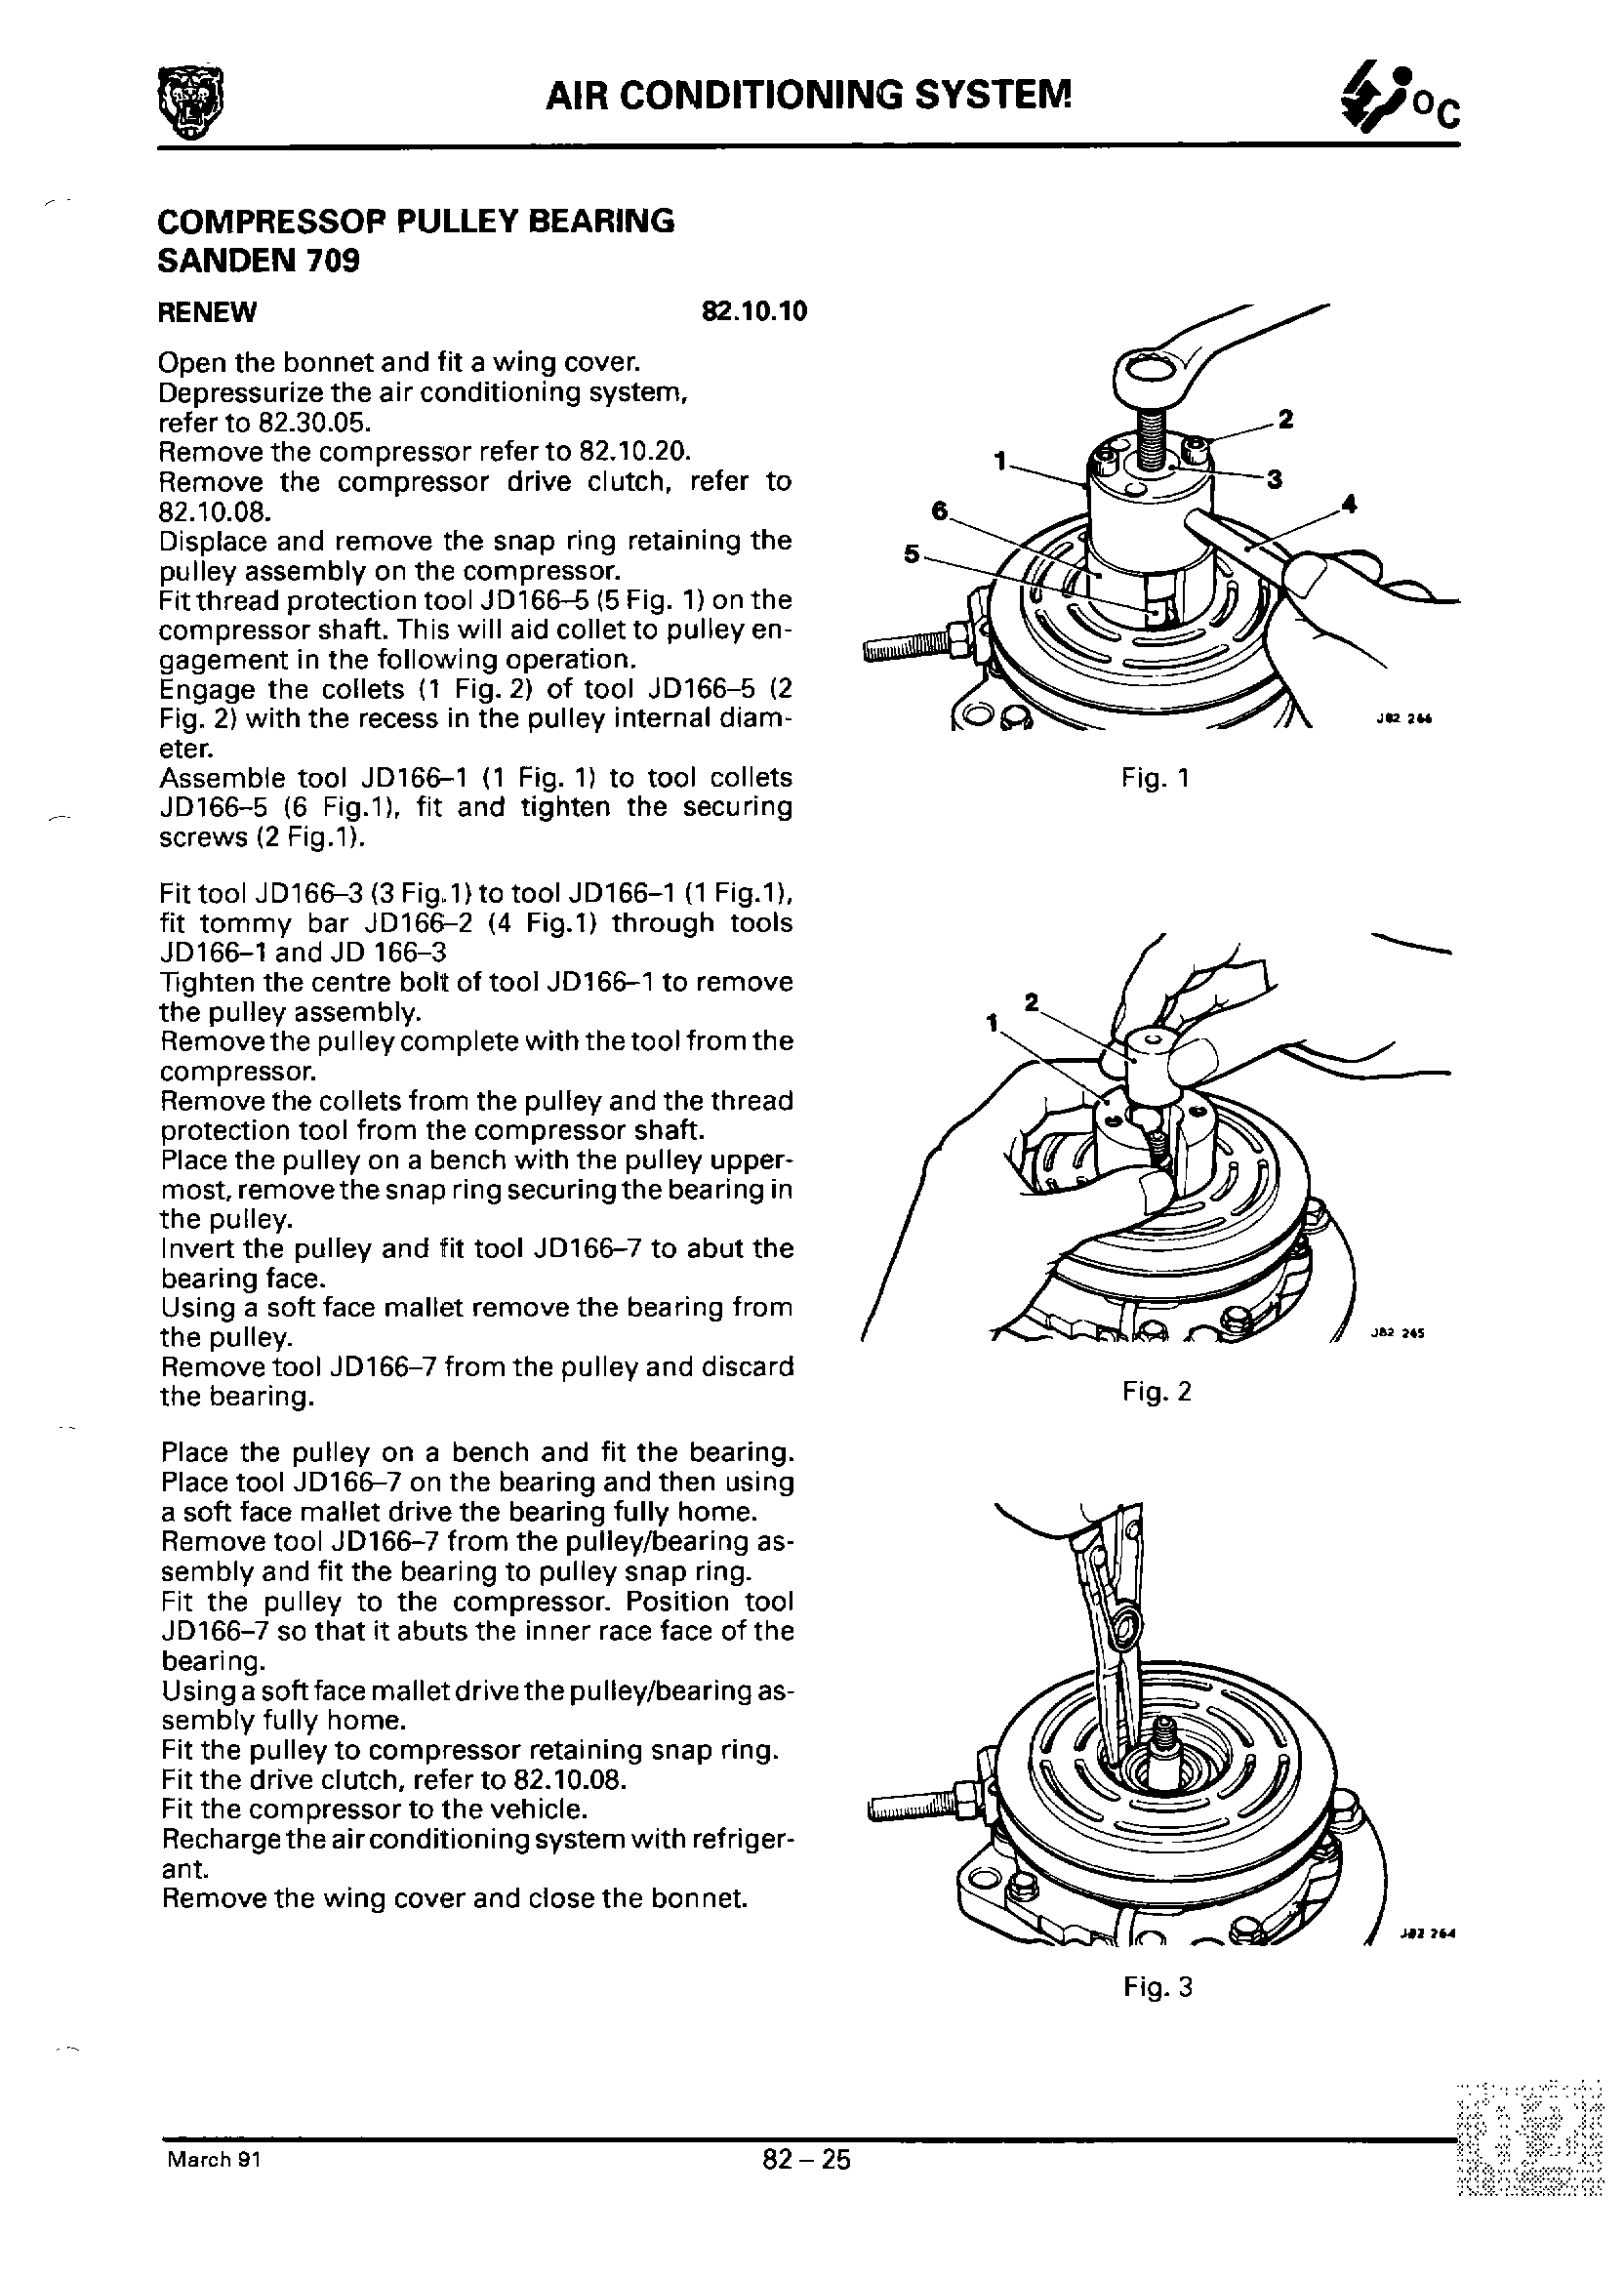 AIR CONDITIONING SYSTEM
°C
COMPRESSOR PULLEY BEARING
SANDEN 709
RENEW 82.10.10
Open the bonnet and fit a wing cover.
Depressurize the air conditioning system,
refer to 82.30.05.
Remove the compressor refer to 82.10.20.
Remove the compressor drive clutch, refer to
82.10.08.
Displace and remove the snap ring retaining the
pulley assembly on the compressor.
Fit thread protection tool JD166–5 (5 Fig. 1) on the
compressor shaft. This will aid collet to pulley en-
gagement in the following operation.
Engage the collets (1 Fig. 2) of tool JD166–5 (2
Fig. 2) with the recess in the pulley internal diam-
eter.
Assemble tool JD166–1 (1 Fig. 1) to tool collets
JD166–5 (6 Fig.1), fit and tighten the securing
screws (2 Fig.1).
Fit tool JD166–3 (3 Fig.1) to tool JD166–1 (1 Fig.1),
fit tommy bar JD166–2 (4 Fig.1) through tools
JD166–1 and JD 166–3
Tighten the centre bolt of tool JD166–1 to remove
the pulley assembly.
Remove the pulley complete with the tool from the
compressor.
Remove the collets from the pulley and the thread
protection tool from the compressor shaft.
Place the pulley on a bench with the pulley upper-
most, remove the snap ring securing the bearing in
the pulley.
Invert the pulley and fit tool JD166–7 to abut the
bearing face.
Using a soft face mallet remove the bearing from
the pulley.
Remove tool JD166–7 from the pulley and discard
the bearing.
Place the pulley on a bench and fit the bearing.
Place tool JD166–7 on the bearing and then using
a soft face mallet drive the bearing fully home.
Remove tool JD166–7 from the pulley/bearing as-
sembly and fit the bearing to pulley snap ring.
Fit the pulley to the compressor. Position tool
JD166–7 so that it abuts the inner race face of the
bearing.
Using a soft face mallet drive the pulley/bearing as-
sembly fully home.
Fit the pulley to compressor retaining snap ring.
Fit the drive clutch, refer to 82.10.08.
Fit the compressor to the vehicle.
Recharge the air conditioning system with refriger-
ant.
Remove the wing cover and close the bonnet.
1
2
3
4
5
6
J82 266
Fig. 1
2
1
J82 265
Fig. 2
J82 264
Fig. 3
March 91
82 – 25